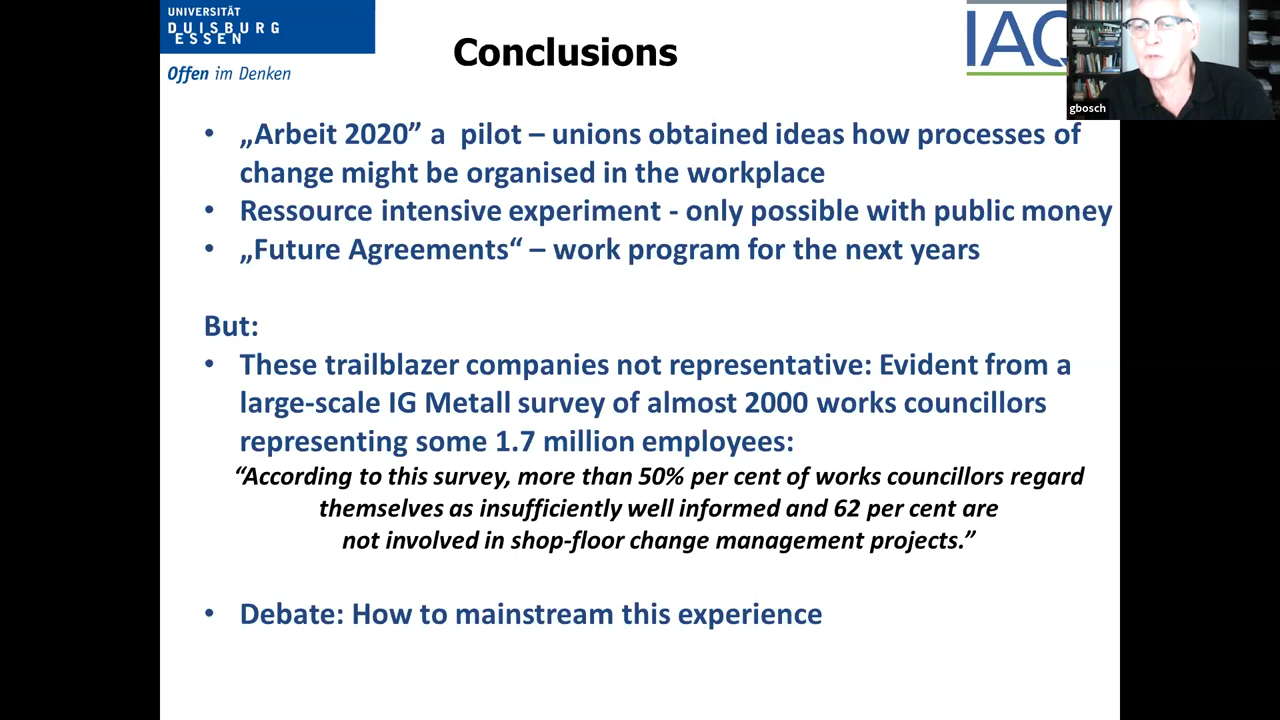 UNIVERSITÄT
DUISBURG
ESSEN
Offen im Denken
Conclusions
IAQ
gbosch
• „Arbeit 2020” a pilot – unions obtained ideas how processes of
change might be organised in the workplace
• Ressource intensive experiment - only possible with public money
• „Future Agreements“ – work program for the next years
But:
• These trailblazer companies not representative: Evident from a
large-scale IG Metall survey of almost 2000 works councillors
representing some 1.7 million employees:
“According to this survey, more than 50% per cent of works councillors regard
themselves as insufficiently well informed and 62 per cent are
not involved in shop-floor change management projects.”
• Debate: How to mainstream this experience